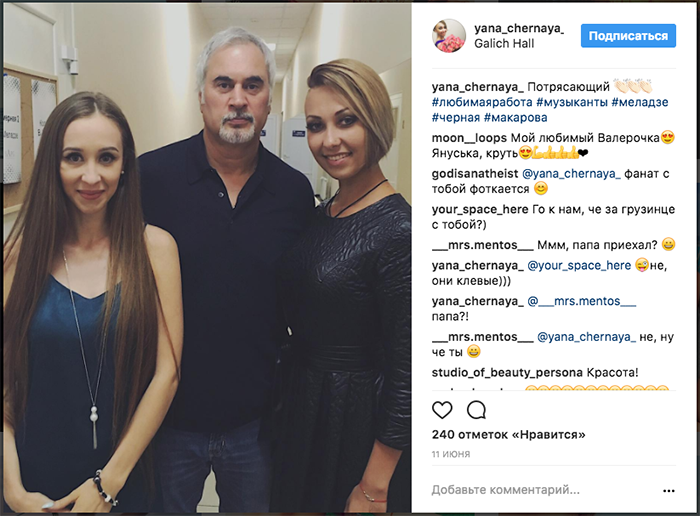 yana_chernaya_
Galich Hall
Подписаться
yana_chernaya_ Потрясающий 👏🏻👏🏻👏🏻
#любимаяработа #музыканты #меладзе
#черная #макарова
moon__loops Мой любимый Валерочка😍
Януська, круть😍💪👍👍👍❤
godisanatheist @yana_chernaya_ фанат с
тобой фоткается 😊
your_space_here Го к нам, че за грузинце
с тобой?)
___mrs.mentos___ Ммм, папа приехал? 😄
yana_chernaya_ @your_space_here 😜не,
они клевые)))
yana_chernaya_ @___mrs.mentos___
папа?!
___mrs.mentos___ @yana_chernaya_ не, ну
че ты 😄
studio_of_beauty_persona Красота!
240 отметок «Нравится»
11 ИЮНЯ
Добавьте комментарий...